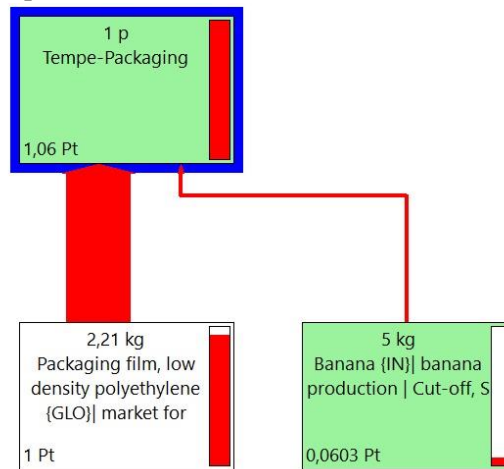 1 p
Tempe-Packaging
1,06 Pt
2,21 kg
Packaging film, low
density polyethylene
{GLO}| market for
1 Pt
5 kg
Banana {IN}| banana
production | Cut-off, S
0,0603 Pt